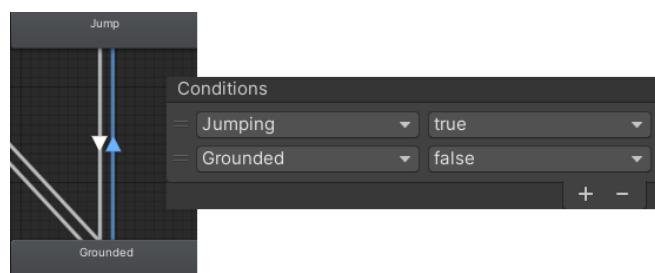 Jump
Conditions
Jumping true
Grounded false
+ -
Grounded